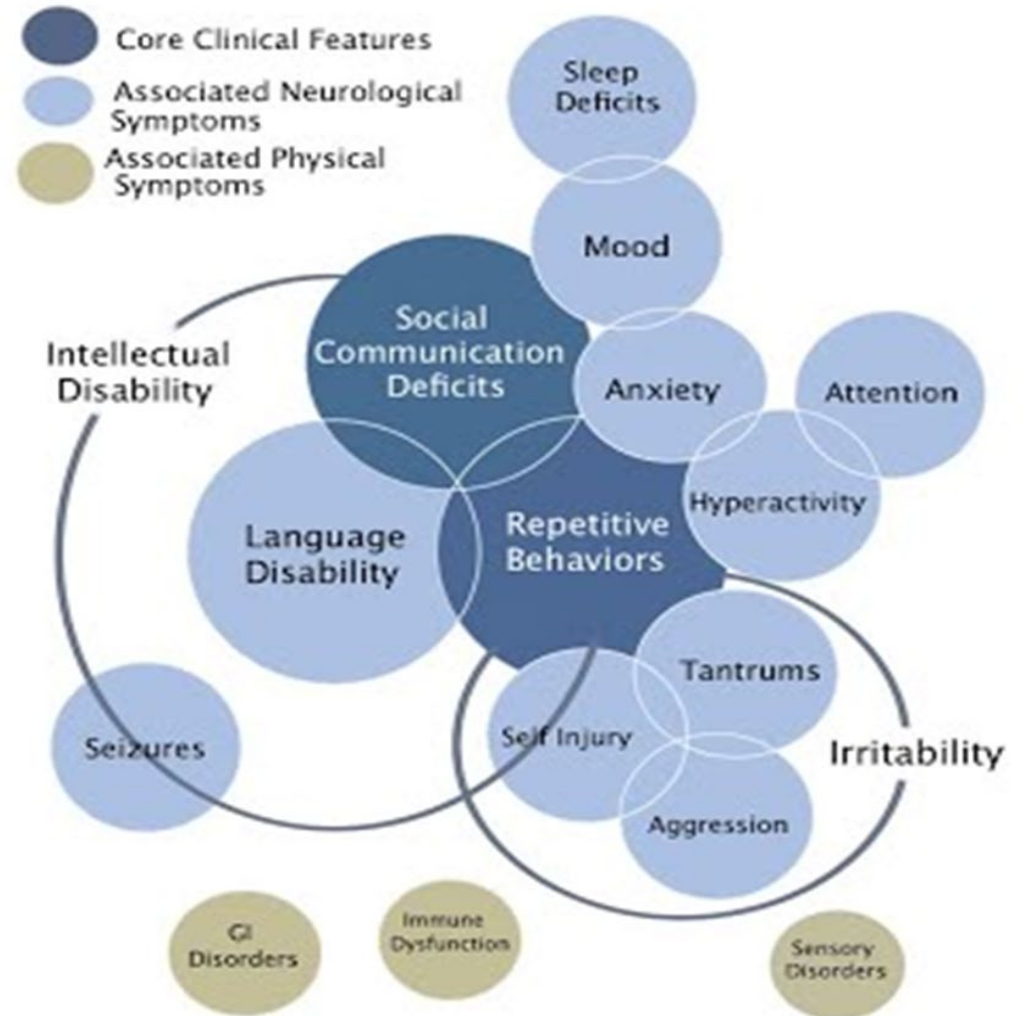 Core Clinical Features
Associated Neurological
Symptoms
Associated Physical
Symptoms
Sleep
Deficits
Mood
Social
Communication
Deficits
Intellectual
Disability
Anxiety
Attention
Hyperactivity
Language
Disability
Repetitive
Behaviors
Tantrums
Self Injury
Seizures
Irritability
Aggression
GI
Disorders
Immune
Dysfunction
Sensory
Disorders